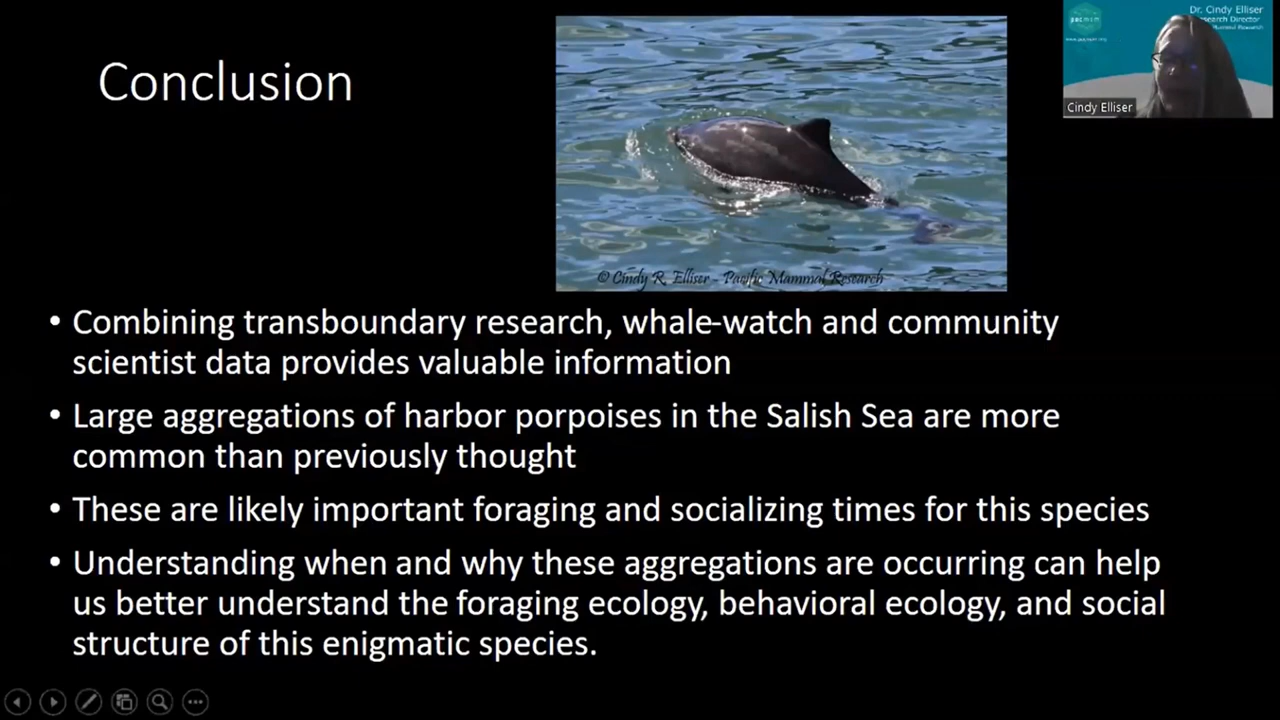 Conclusion
© Cindy R. Elliser - Pacific Mammal Research
Dr. Cindy Elliser
Research Director
Mammal Research
pacmam
Cindy Elliser
• Combining transboundary research, whale-watch and community
scientist data provides valuable information
• Large aggregations of harbor porpoises in the Salish Sea are more
common than previously thought
• These are likely important foraging and socializing times for this species
• Understanding when and why these aggregations are occurring can help
us better understand the foraging ecology, behavioral ecology, and social
structure of this enigmatic species.